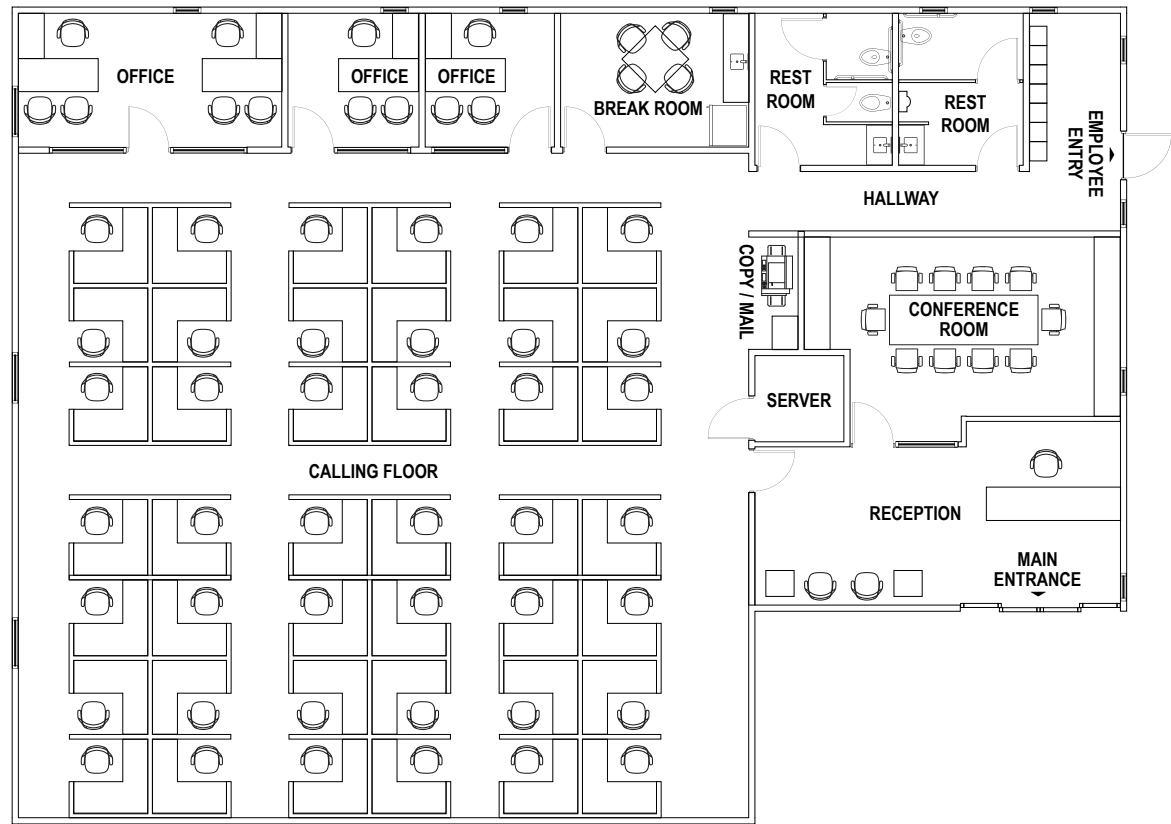 OFFICE
OFFICE
OFFICE
BREAK ROOM
REST
ROOM
REST
ROOM
EMPLOYEE
ENTRY
HALLWAY
COPY / MAIL
CONFERENCE
ROOM
SERVER
CALLING FLOOR
RECEPTION
MAIN
ENTRANCE